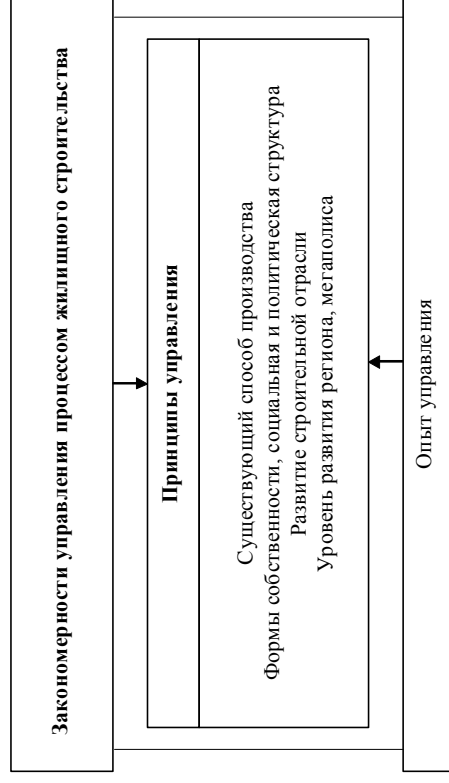 Закономерности управления процессом жилищного строительства
Принципы управления
Существующий способ производства
Формы собственности, социальная и политическая структура
Развитие строительной отрасли
Уровень развития региона, мегаполиса
Опыт управления